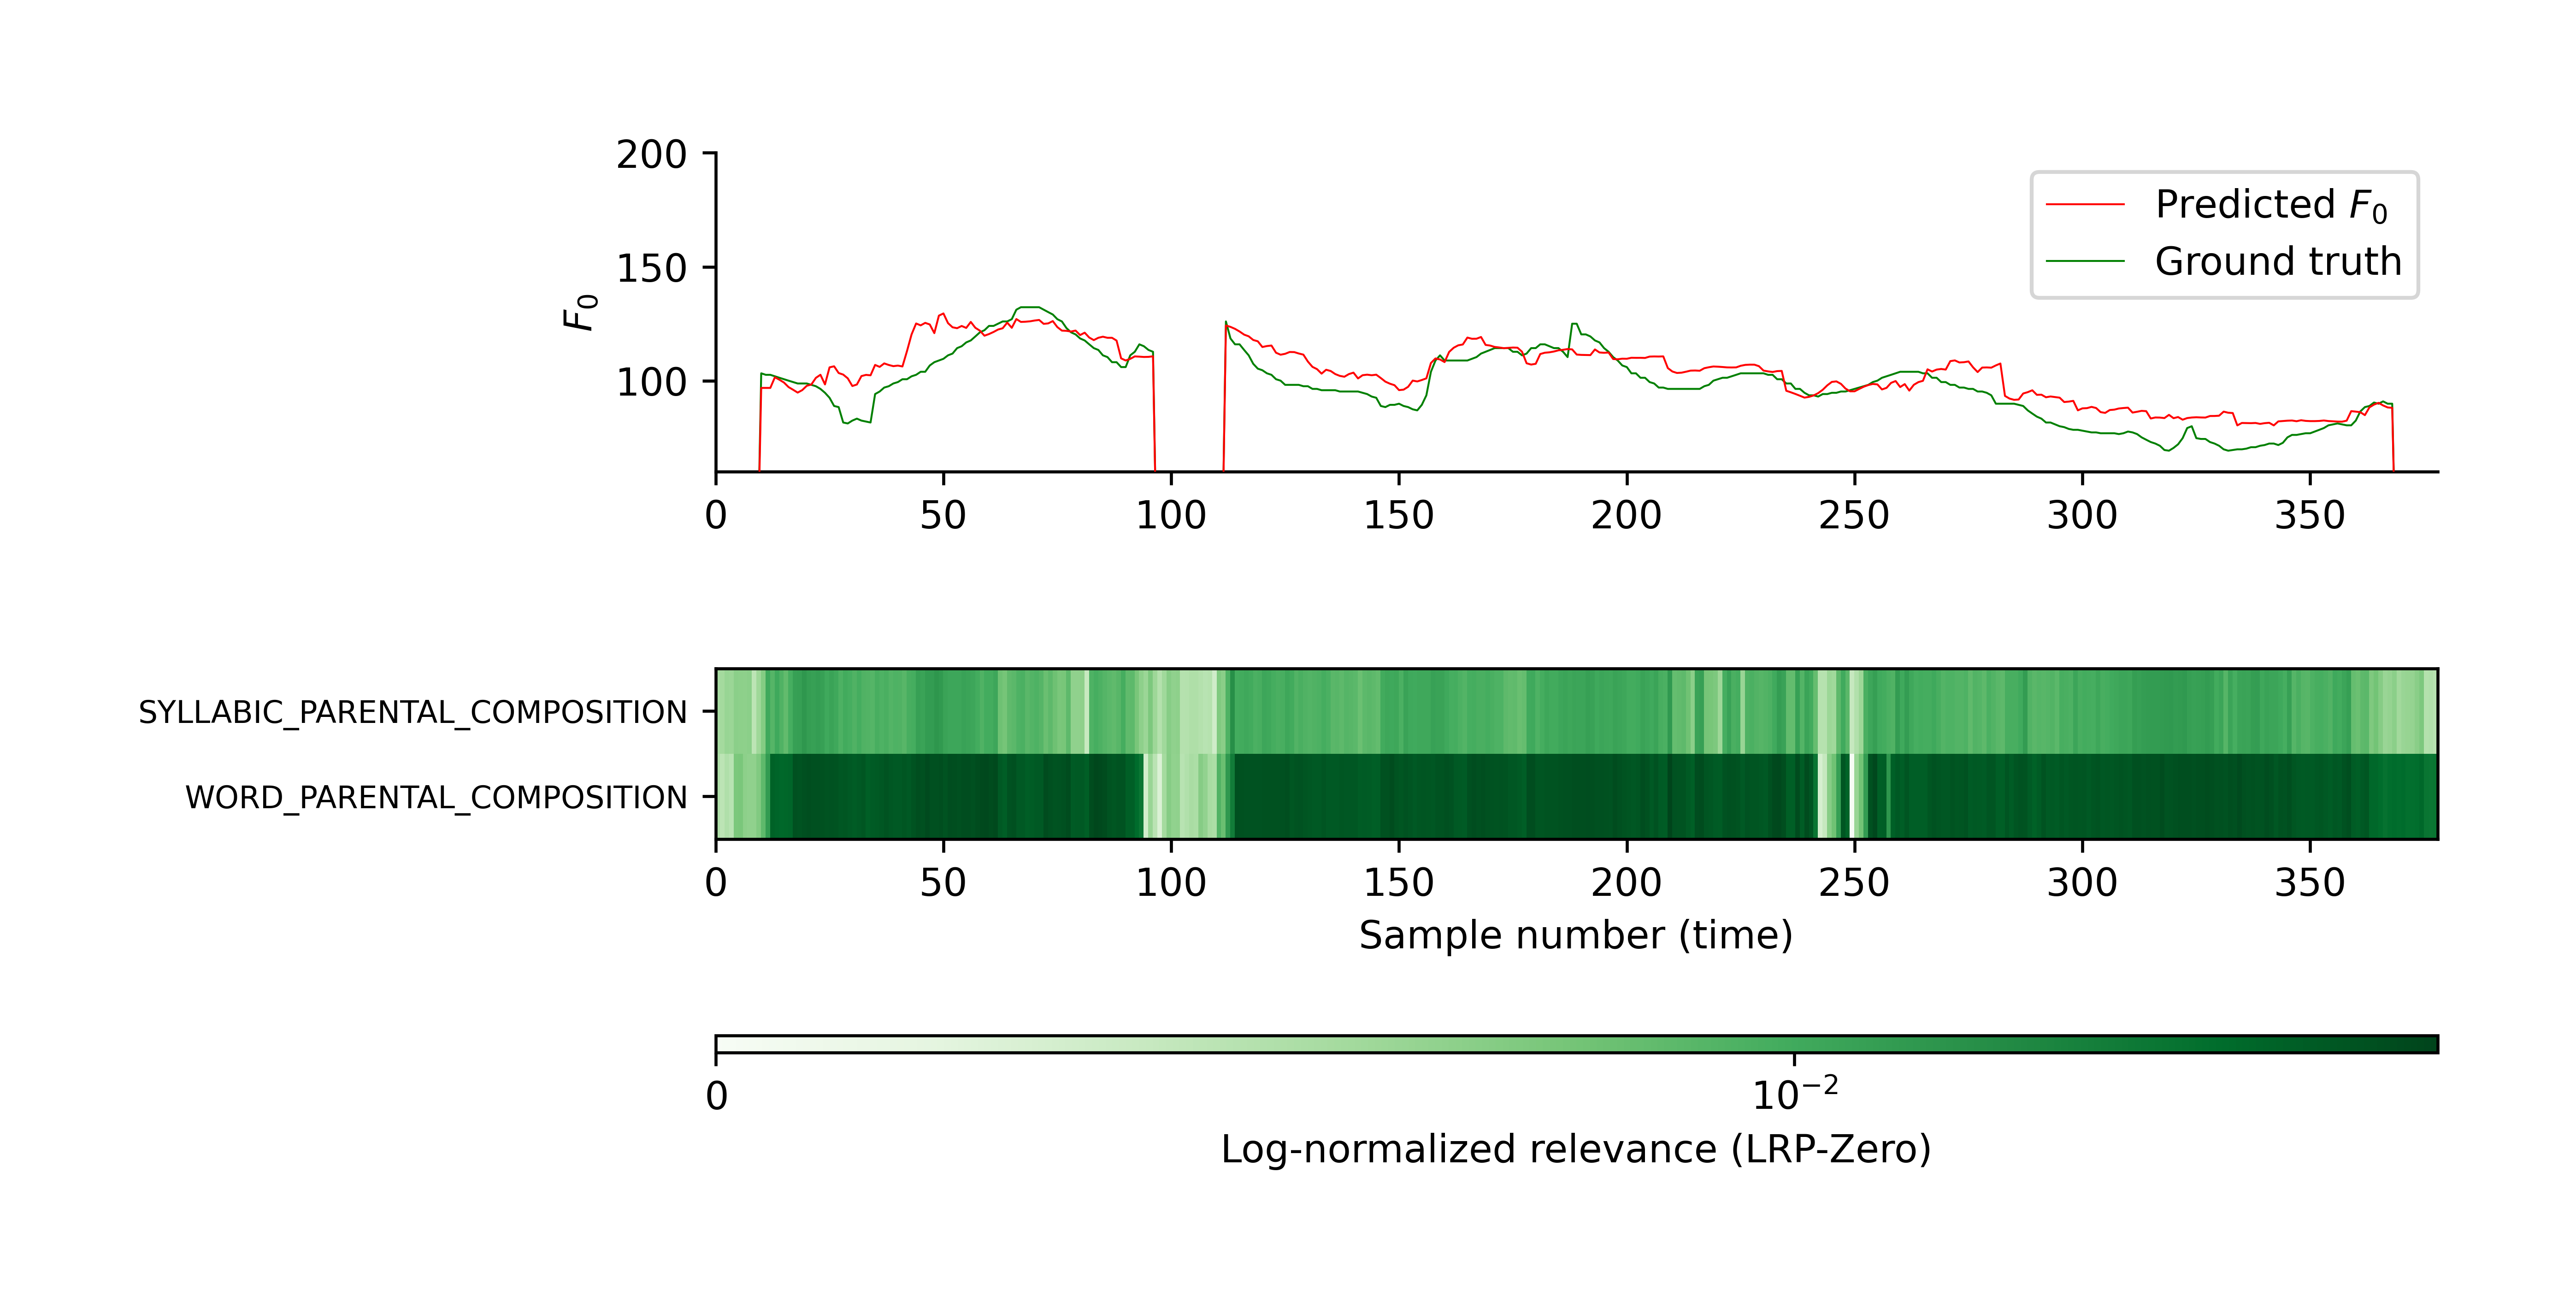 200
150
100
F₀
Predicted F₀
Ground truth
0 50 100 150 200 250 300 350
SYLLABIC_PARENTAL_COMPOSITION
WORD_PARENTAL_COMPOSITION
0 50 100 150 200 250 300 350
Sample number (time)
0 10⁻²
Log-normalized relevance (LRP-Zero)